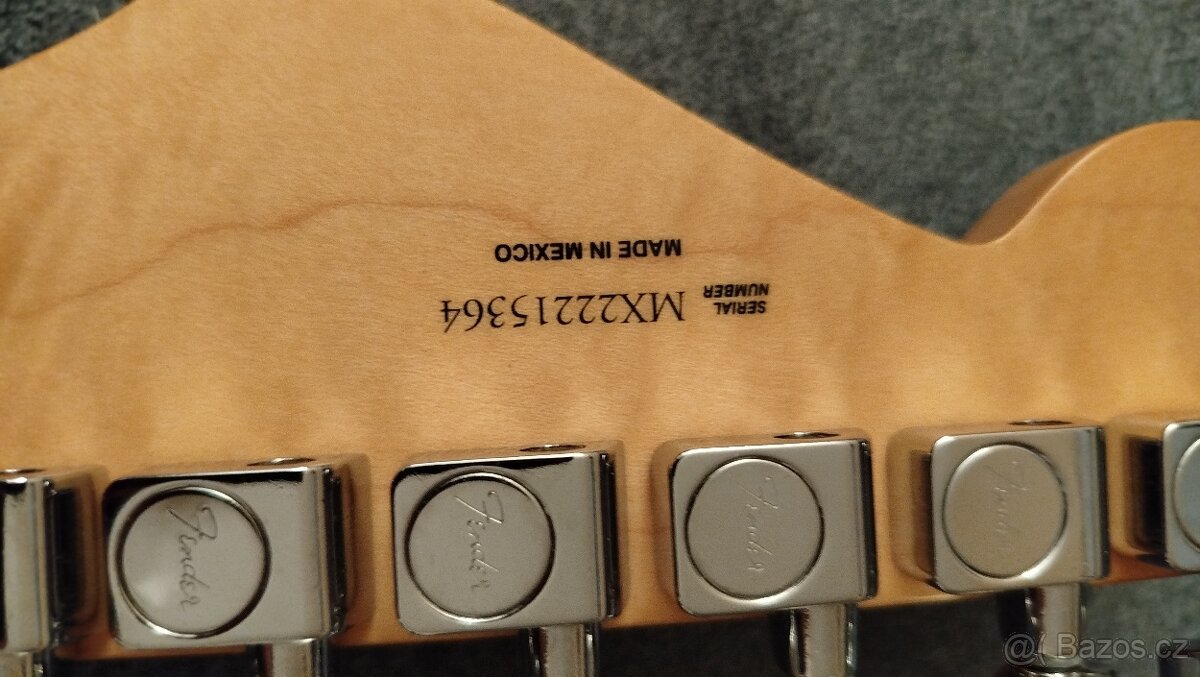 SERIAL
NUMBER
MX22215364
MADE IN MEXICO
Fender
Fender
Fender
Fender
@( Bazos.cz